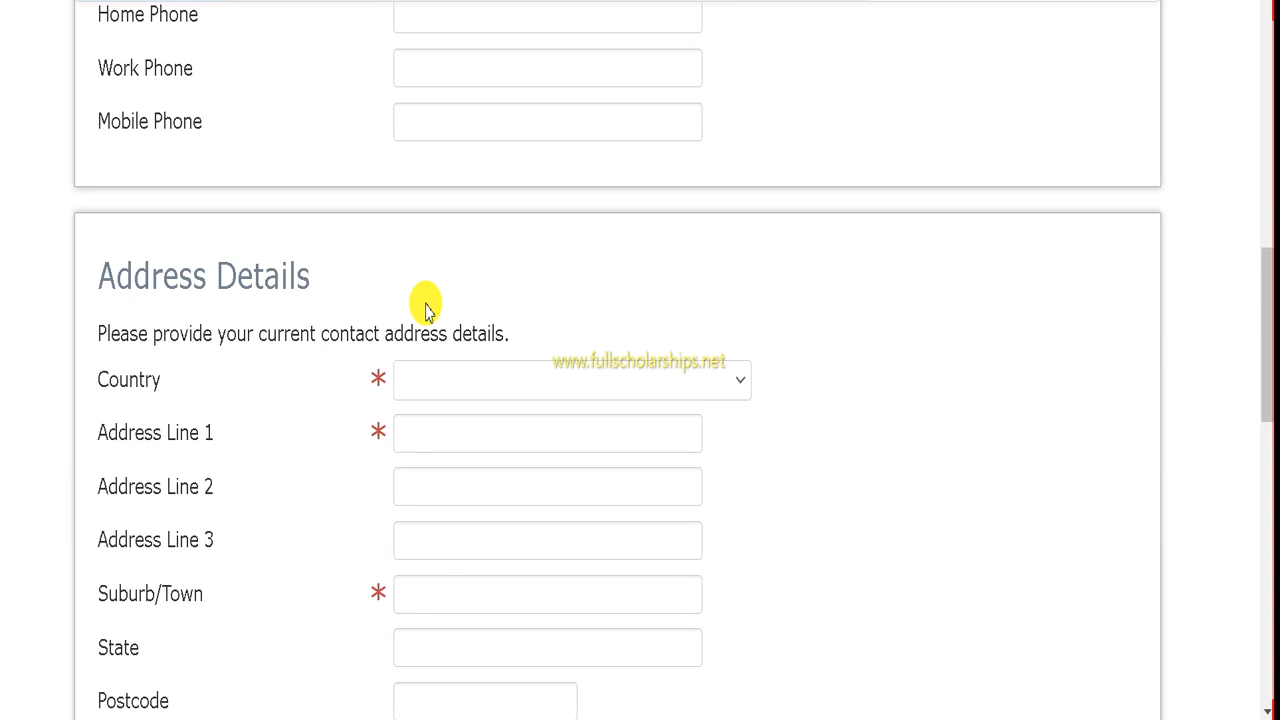 Home Phone
Work Phone
Mobile Phone
Address Details
Please provide your current contact address details.
www.fullscholarships.net
Country *
Address Line 1 *
Address Line 2
Address Line 3
Suburb/Town *
State
Postcode